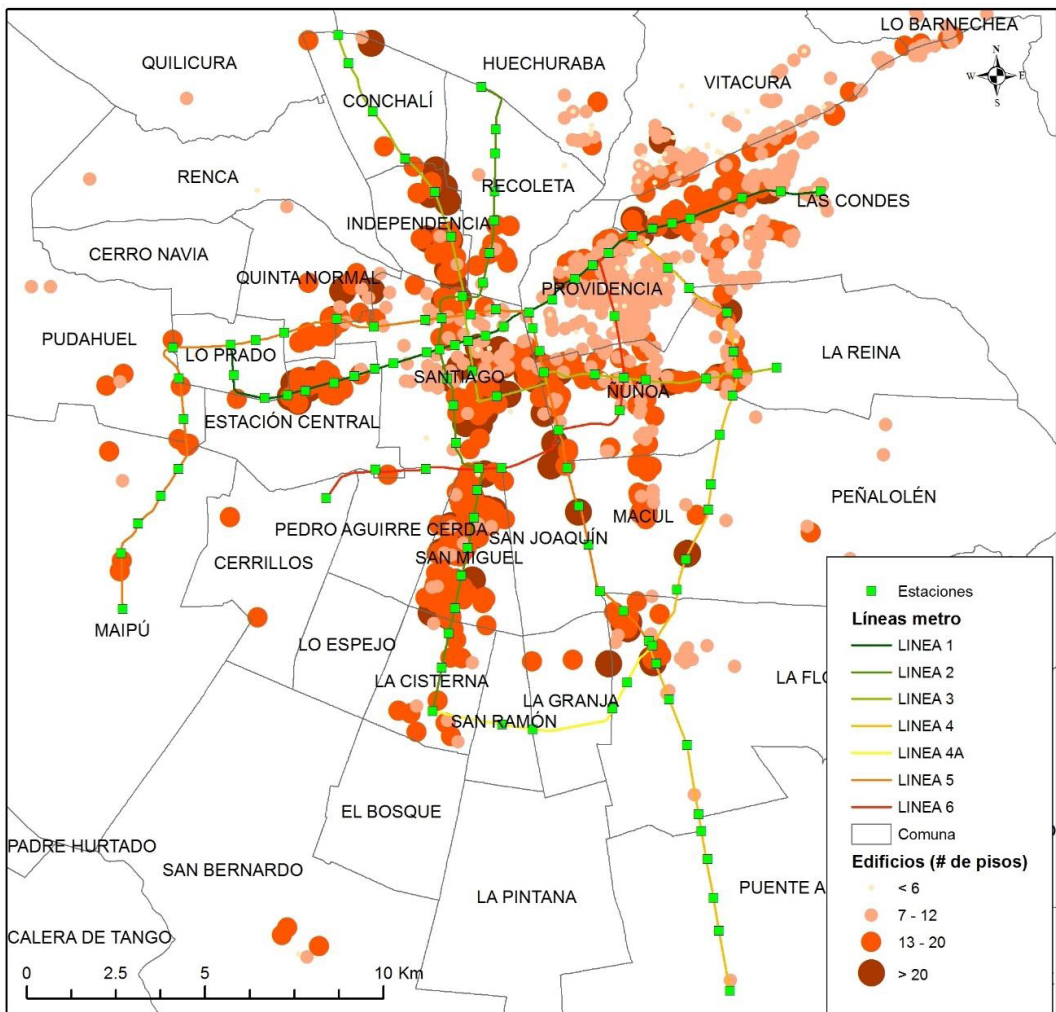 LO BARNECHEA
QUILICURA
HUECHURABA
VITACURA
N
W E
S
CONCHALÍ
RENCA
RECOLETA
LAS CONDES
INDEPENDENCIA
CERRO NAVIA
QUINTA NORMAL
PROVIDENCIA
PUDAHUEL
LO PRADO
LA REINA
SANTIAGO
ÑUÑOA
ESTACIÓN CENTRAL
PEÑALOLÉN
MACUL
PEDRO AGUIRRE CERDA
SAN JOAQUÍN
SAN MIGUEL
CERRILLOS
MAIPÚ
LO ESPEJO
LA CISTERNA
LA FLO
LA GRANJA
SAN RAMÓN
EL BOSQUE
PADRE HURTADO
SAN BERNARDO
LA PINTANA
PUENTE A
CALERA DE TANGO
0 2.5 5 10 Km
Estaciones
Líneas metro
LINEA 1
LINEA 2
LINEA 3
LINEA 4
LINEA 4A
LINEA 5
LINEA 6
Comuna
Edificios (# de pisos)
< 6
7 - 12
13 - 20
> 20